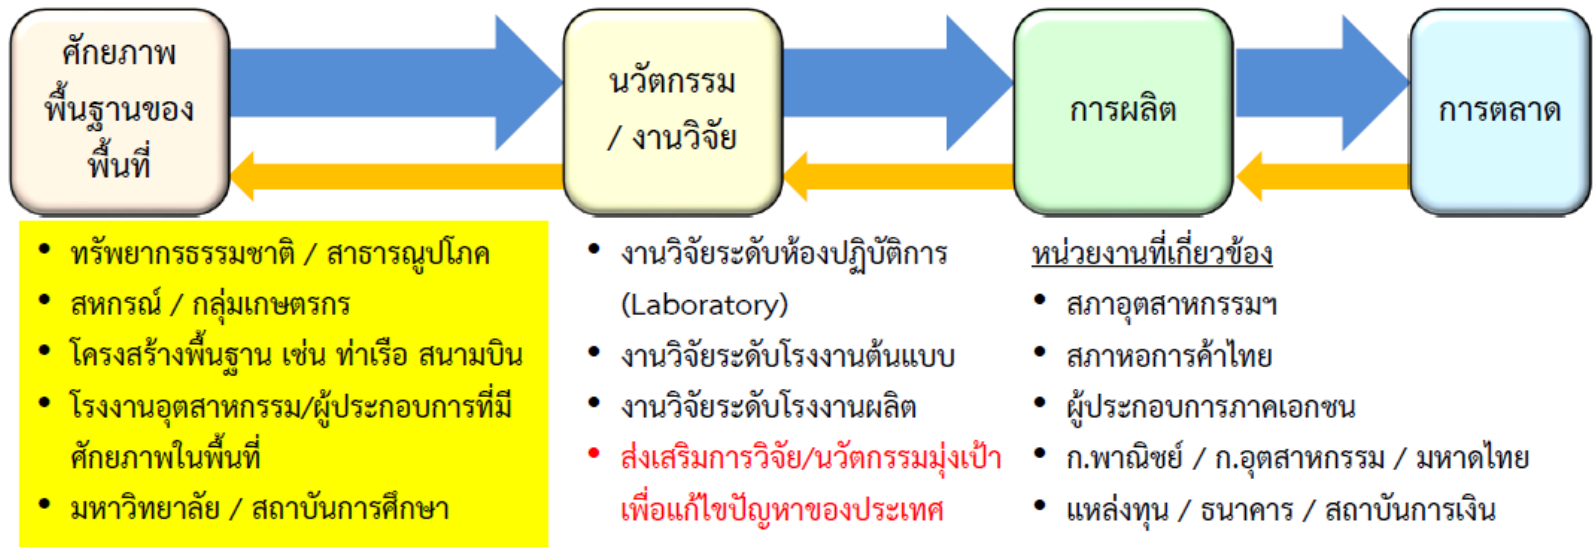 ศักยภาพ
พื้นฐานของ
พื้นที่
นวัตกรรม
/ งานวิจัย
การผลิต
การตลาด
• ทรัพยากรธรรมชาติ / สาธารณูปโภค
• สหกรณ์ / กลุ่มเกษตรกร
• โครงสร้างพื้นฐาน เช่น ท่าเรือ สนามบิน
• โรงงานอุตสาหกรรม/ผู้ประกอบการที่มี
ศักยภาพในพื้นที่
• มหาวิทยาลัย / สถาบันการศึกษา
• งานวิจัยระดับห้องปฏิบัติการ
(Laboratory)
• งานวิจัยระดับโรงงานต้นแบบ
• งานวิจัยระดับโรงงานผลิต
• ส่งเสริมการวิจัย/นวัตกรรมมุ่งเป้า
เพื่อแก้ไขปัญหาของประเทศ
หน่วยงานที่เกี่ยวข้อง
• สภาอุตสาหกรรมฯ
• สภาหอการค้าไทย
• ผู้ประกอบการภาคเอกชน
• ก.พาณิชย์ / ก.อุตสาหกรรม / มหาดไทย
• แหล่งทุน / ธนาคาร / สถาบันการเงิน